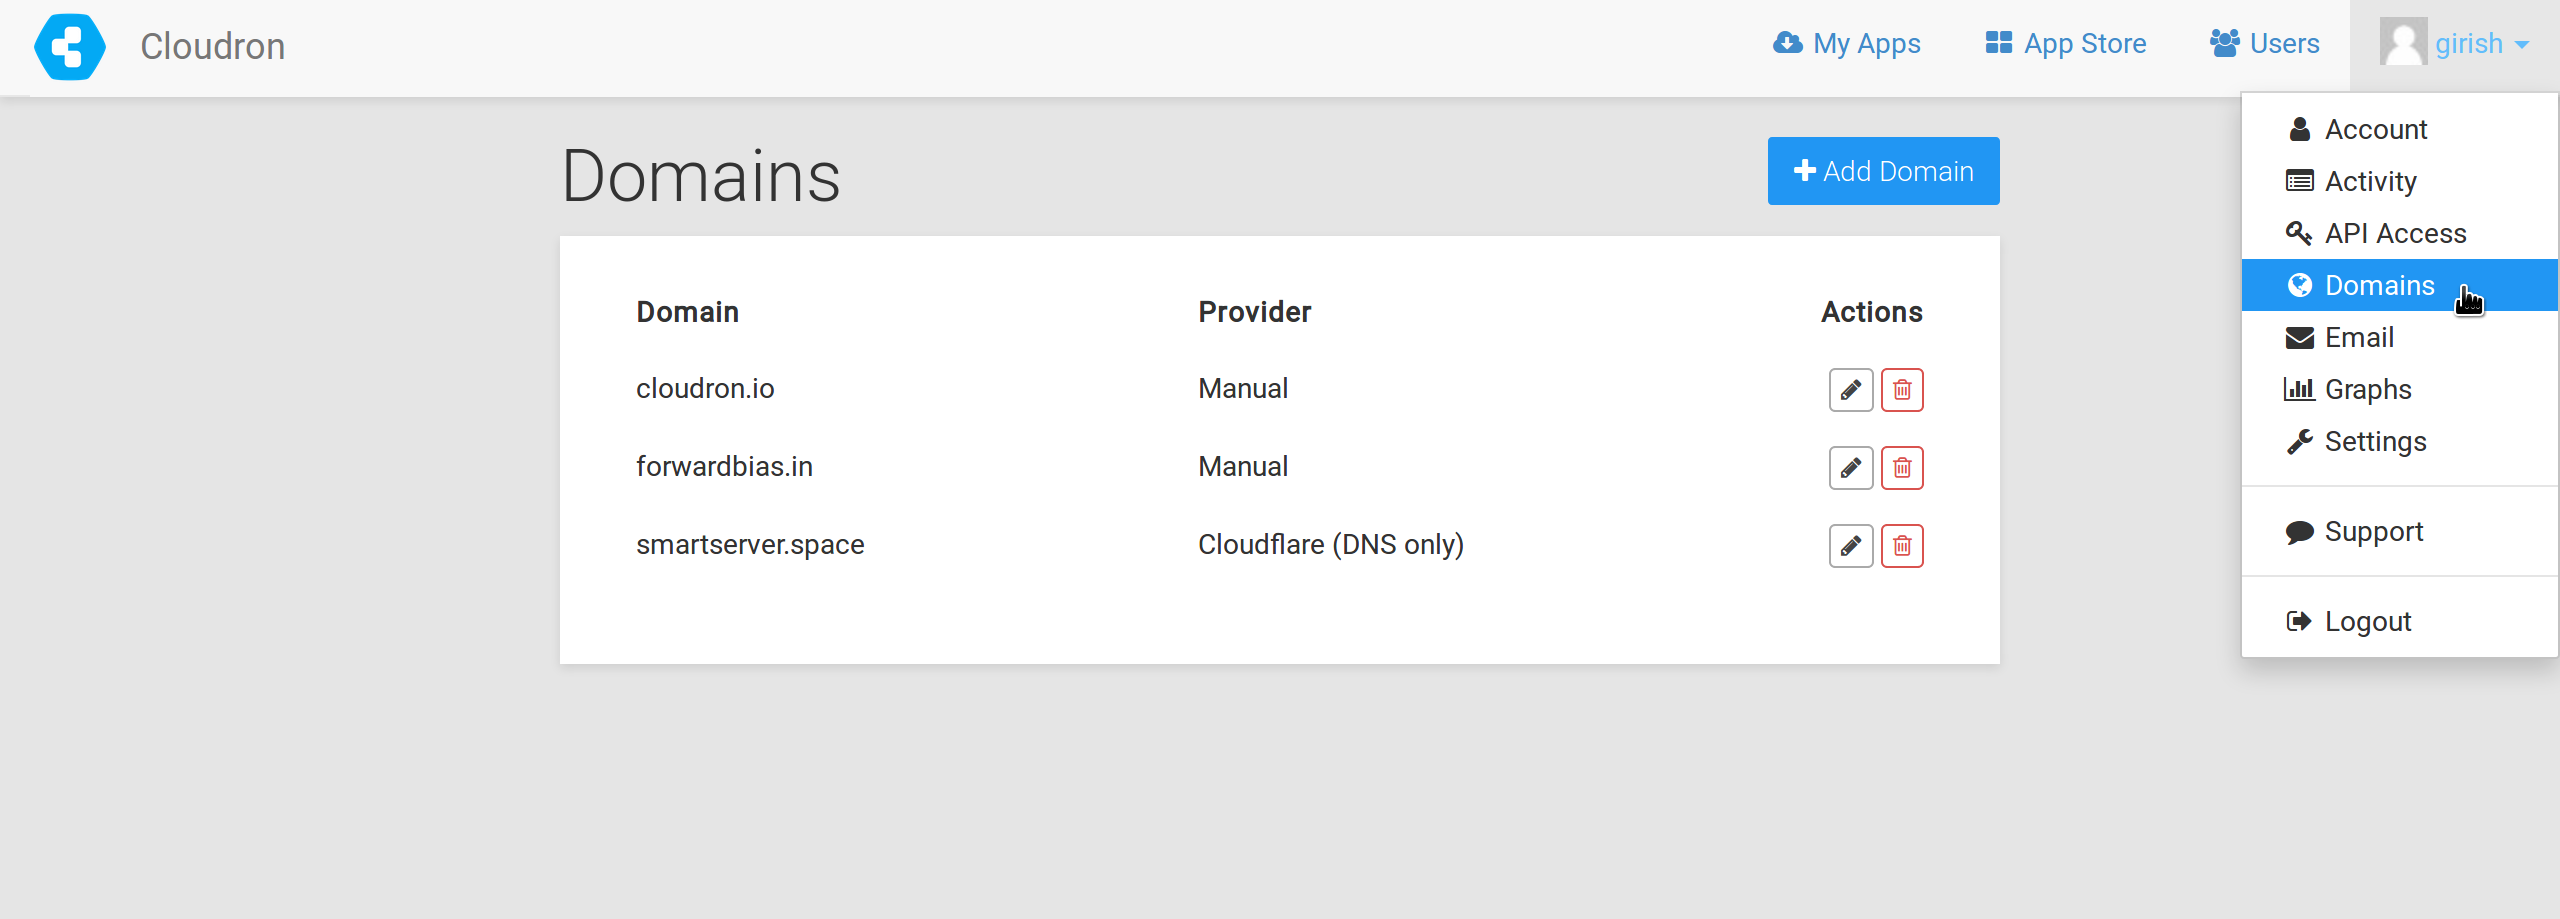 Cloudron
My Apps
App Store
Users
girish
Domains
+ Add Domain
Domain Provider Actions
cloudron.io Manual
forwardbias.in Manual
smartserver.space Cloudflare (DNS only)
Account
Activity
API Access
Domains
Email
Graphs
Settings
Support
Logout